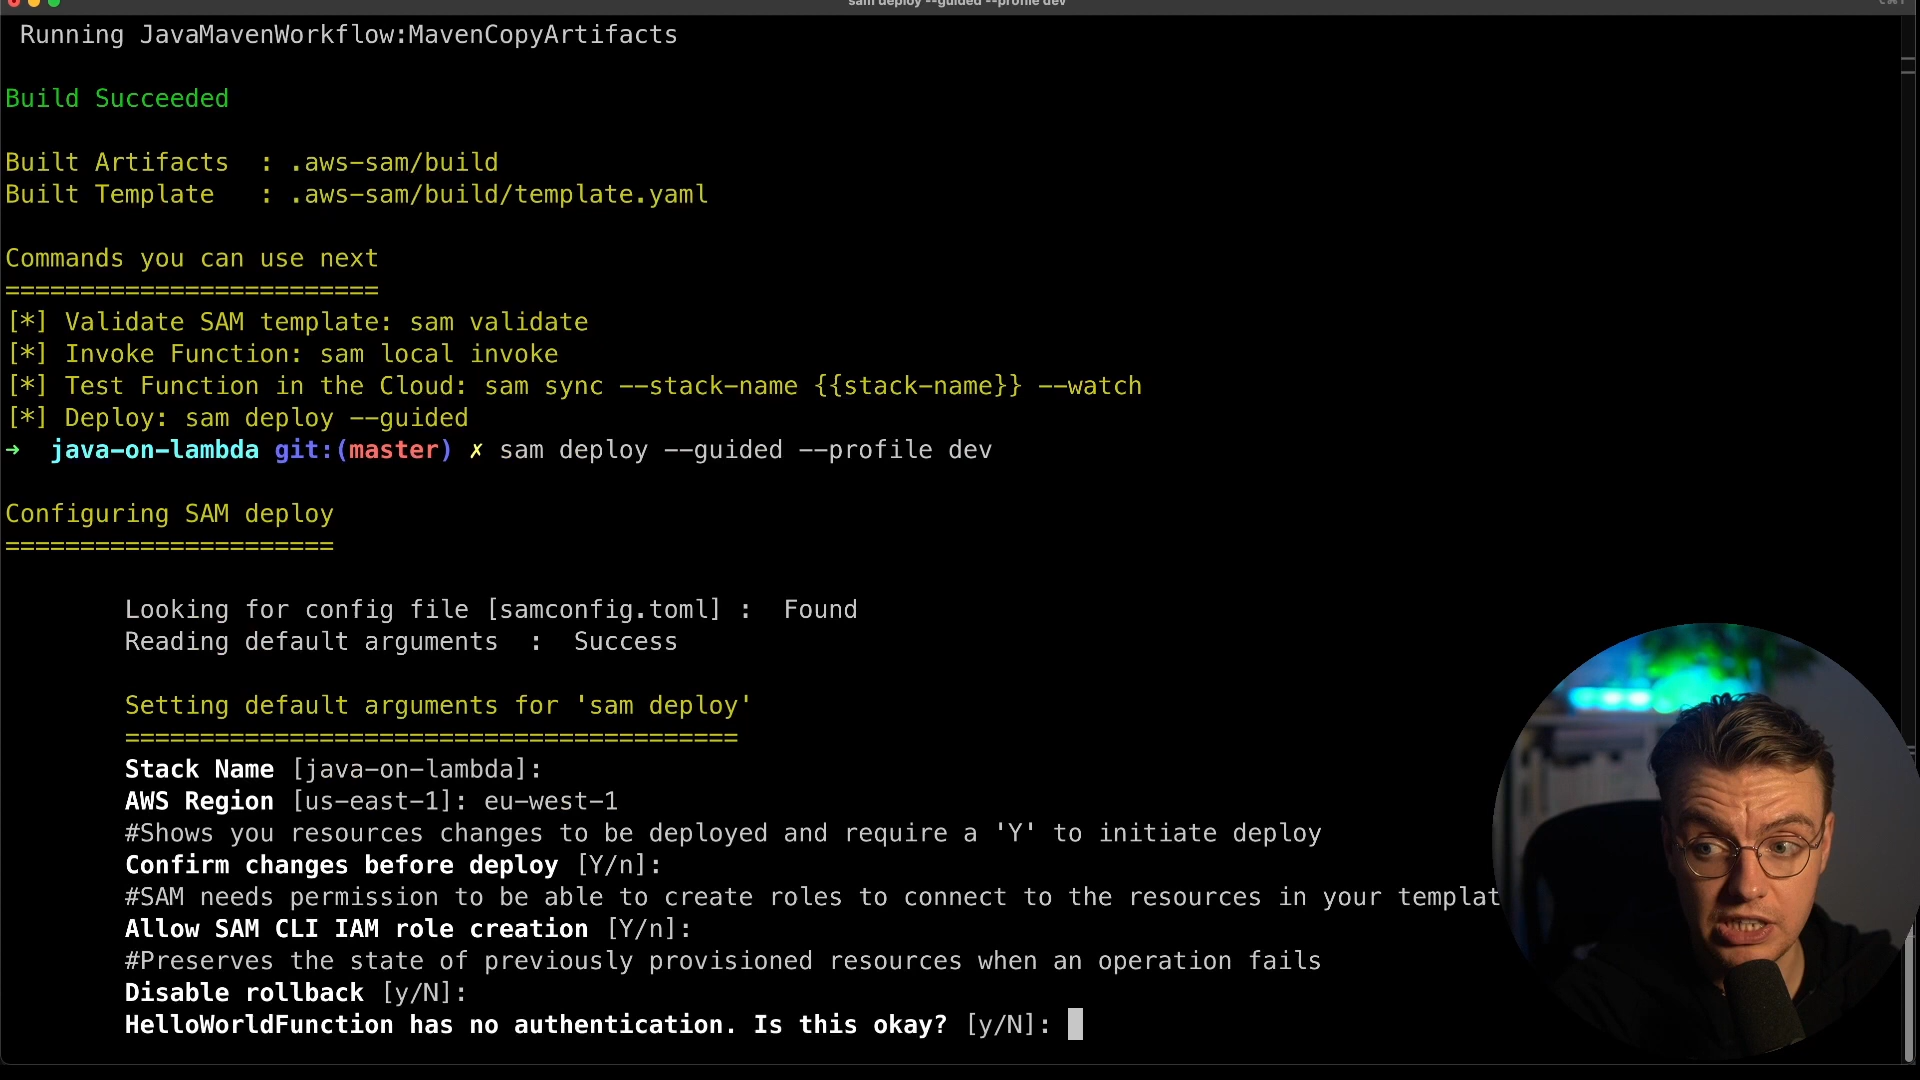 sam deploy --guided --profile dev
Running JavaMavenWorkflow:MavenCopyArtifacts
Build Succeeded
Built Artifacts  : .aws-sam/build
Built Template   : .aws-sam/build/template.yaml
Commands you can use next
=========================
[*] Validate SAM template: sam validate
[*] Invoke Function: sam local invoke
[*] Test Function in the Cloud: sam sync --stack-name {{stack-name}} --watch
[*] Deploy: sam deploy --guided
→  java-on-lambda git:(master) ✗ sam deploy --guided --profile dev
Configuring SAM deploy
======================
Looking for config file [samconfig.toml] :  Found
Reading default arguments  :  Success
Setting default arguments for 'sam deploy'
=========================================
Stack Name [java-on-lambda]:
AWS Region [us-east-1]: eu-west-1
#Shows you resources changes to be deployed and require a 'Y' to initiate deploy
Confirm changes before deploy [Y/n]:
#SAM needs permission to be able to create roles to connect to the resources in your templat
Allow SAM CLI IAM role creation [Y/n]:
#Preserves the state of previously provisioned resources when an operation fails
Disable rollback [y/N]:
HelloWorldFunction has no authentication. Is this okay? [y/N]: